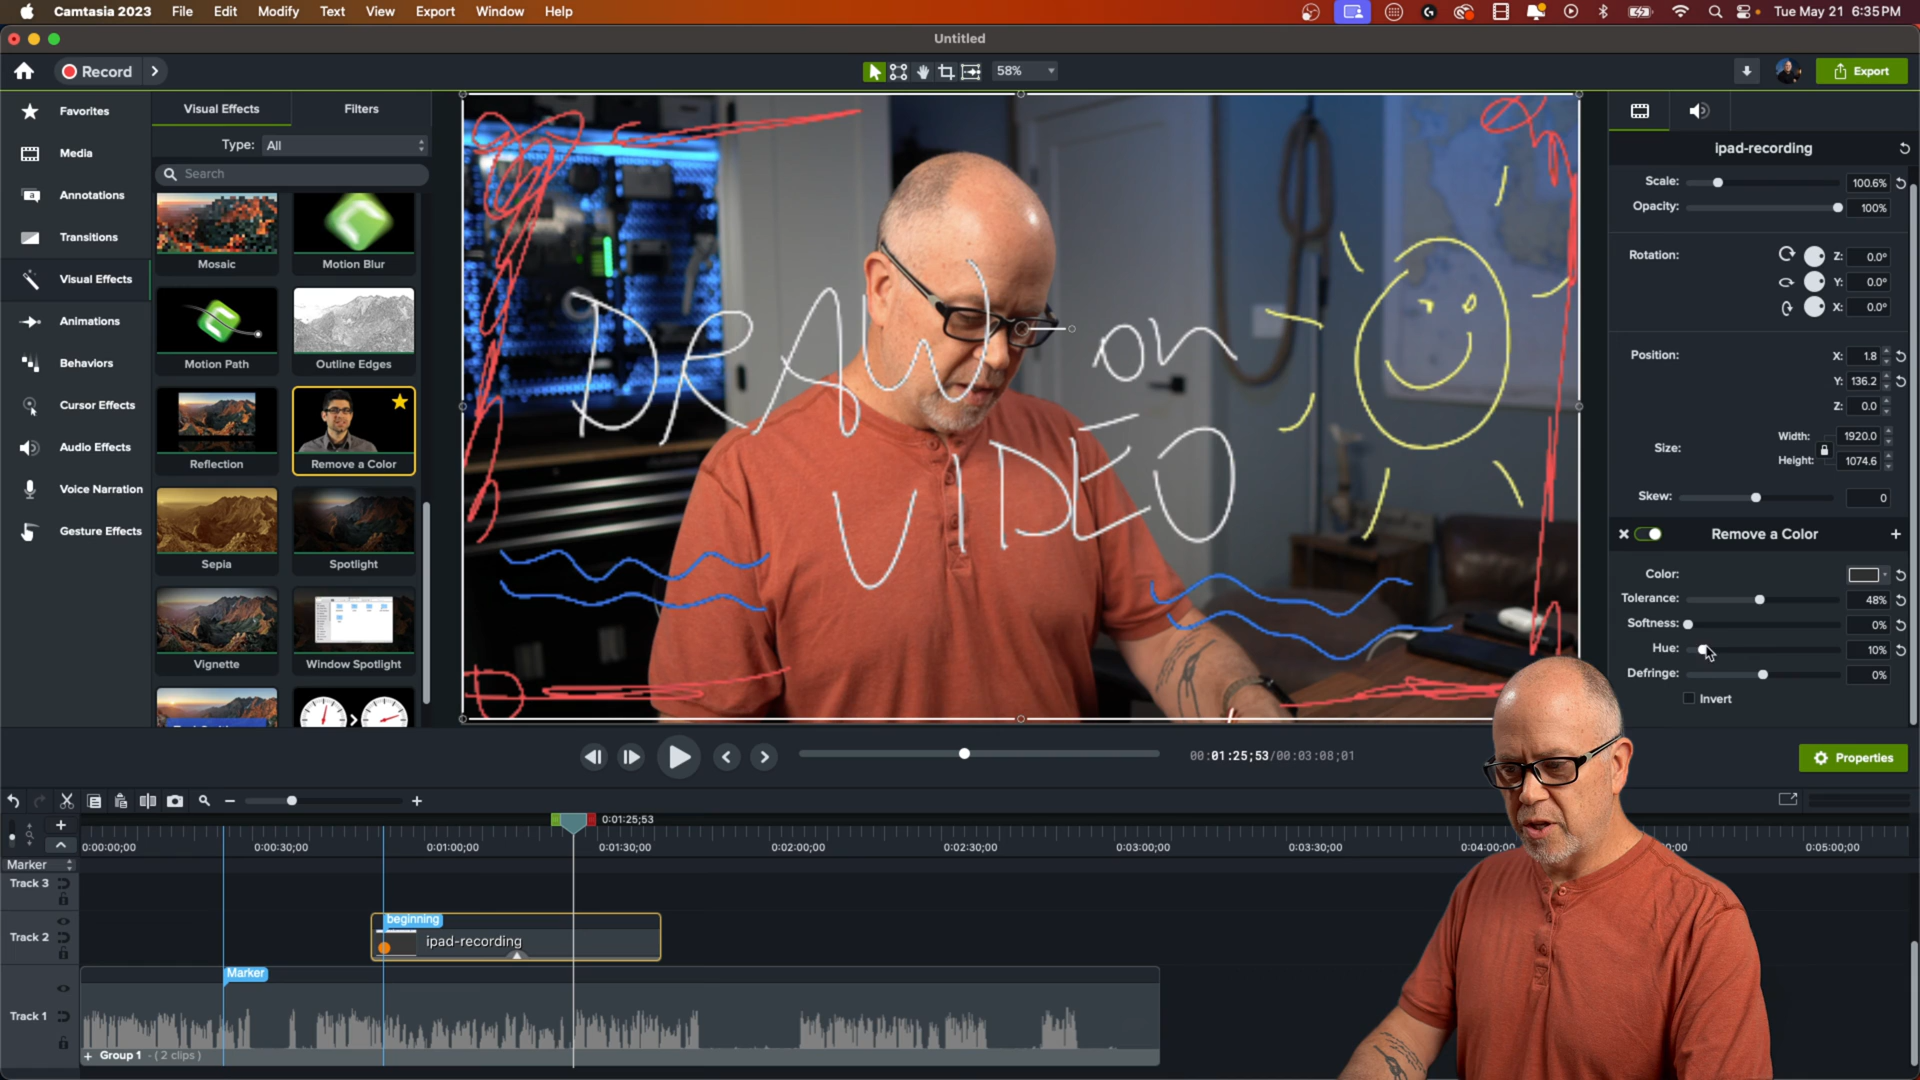 Camtasia 2023 File Edit Modify Text View Export Window Help Tue May 21 6:35 PM
Untitled
Record 58% Export
Favorites
Media
Annotations
Transitions
Visual Effects
Animations
Behaviors
Cursor Effects
Audio Effects
Voice Narration
Gesture Effects
Visual Effects Filters
Type: All
Search
Mosaic Motion Blur
Motion Path Outline Edges
Reflection Remove a Color
Sepia Spotlight
Vignette Window Spotlight
DRAW on
VIDEO
ipad-recording
Scale: 100.6%
Opacity: 100%
Rotation: Z: 0.0°
Y: 0.0°
X: 0.0°
Position: X: 1.8
Y: 136.2
Z: 0.0
Size: Width: 1920.0
Height: 1074.6
Skew: 0
Remove a Color
Color:
Tolerance: 48%
Softness: 0%
Hue: 10%
Defringe: 0%
Invert
00:01:25;53/00:03:08;01
Properties
0:01:25;53
0:00:00;00 0:00:30;00 0:01:00;00 0:01:30;00 0:02:00;00 0:02:30;00 0:03:00;00 0:03:30;00 0:04:00;00 0:05:00;00
Marker
Track 3
Track 2
beginning
ipad-recording
Marker
Track 1
+ Group 1 - ( 2 clips )